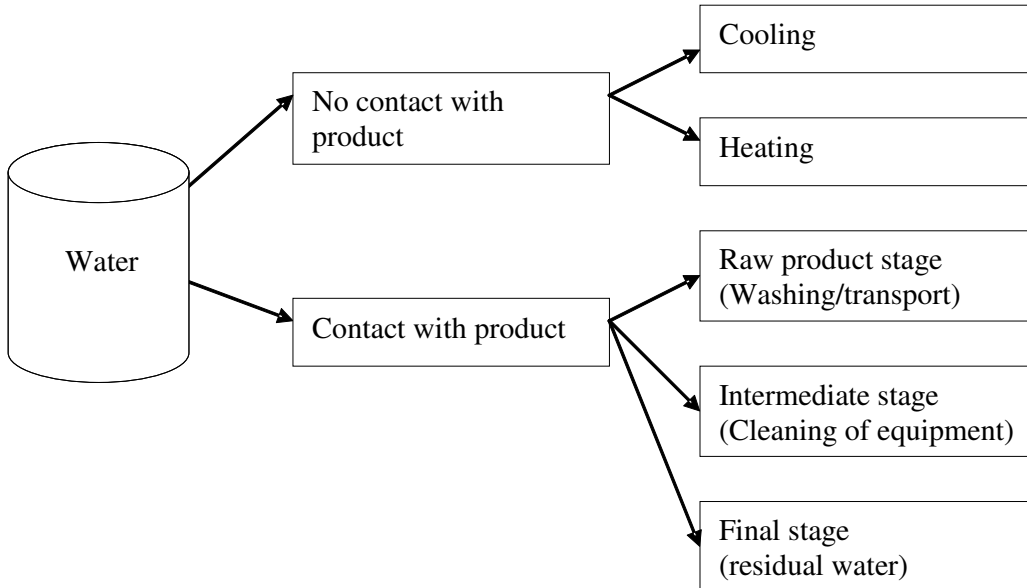 Water
No contact with
product
Cooling
Heating
Contact with product
Raw product stage
(Washing/transport)
Intermediate stage
(Cleaning of equipment)
Final stage
(residual water)